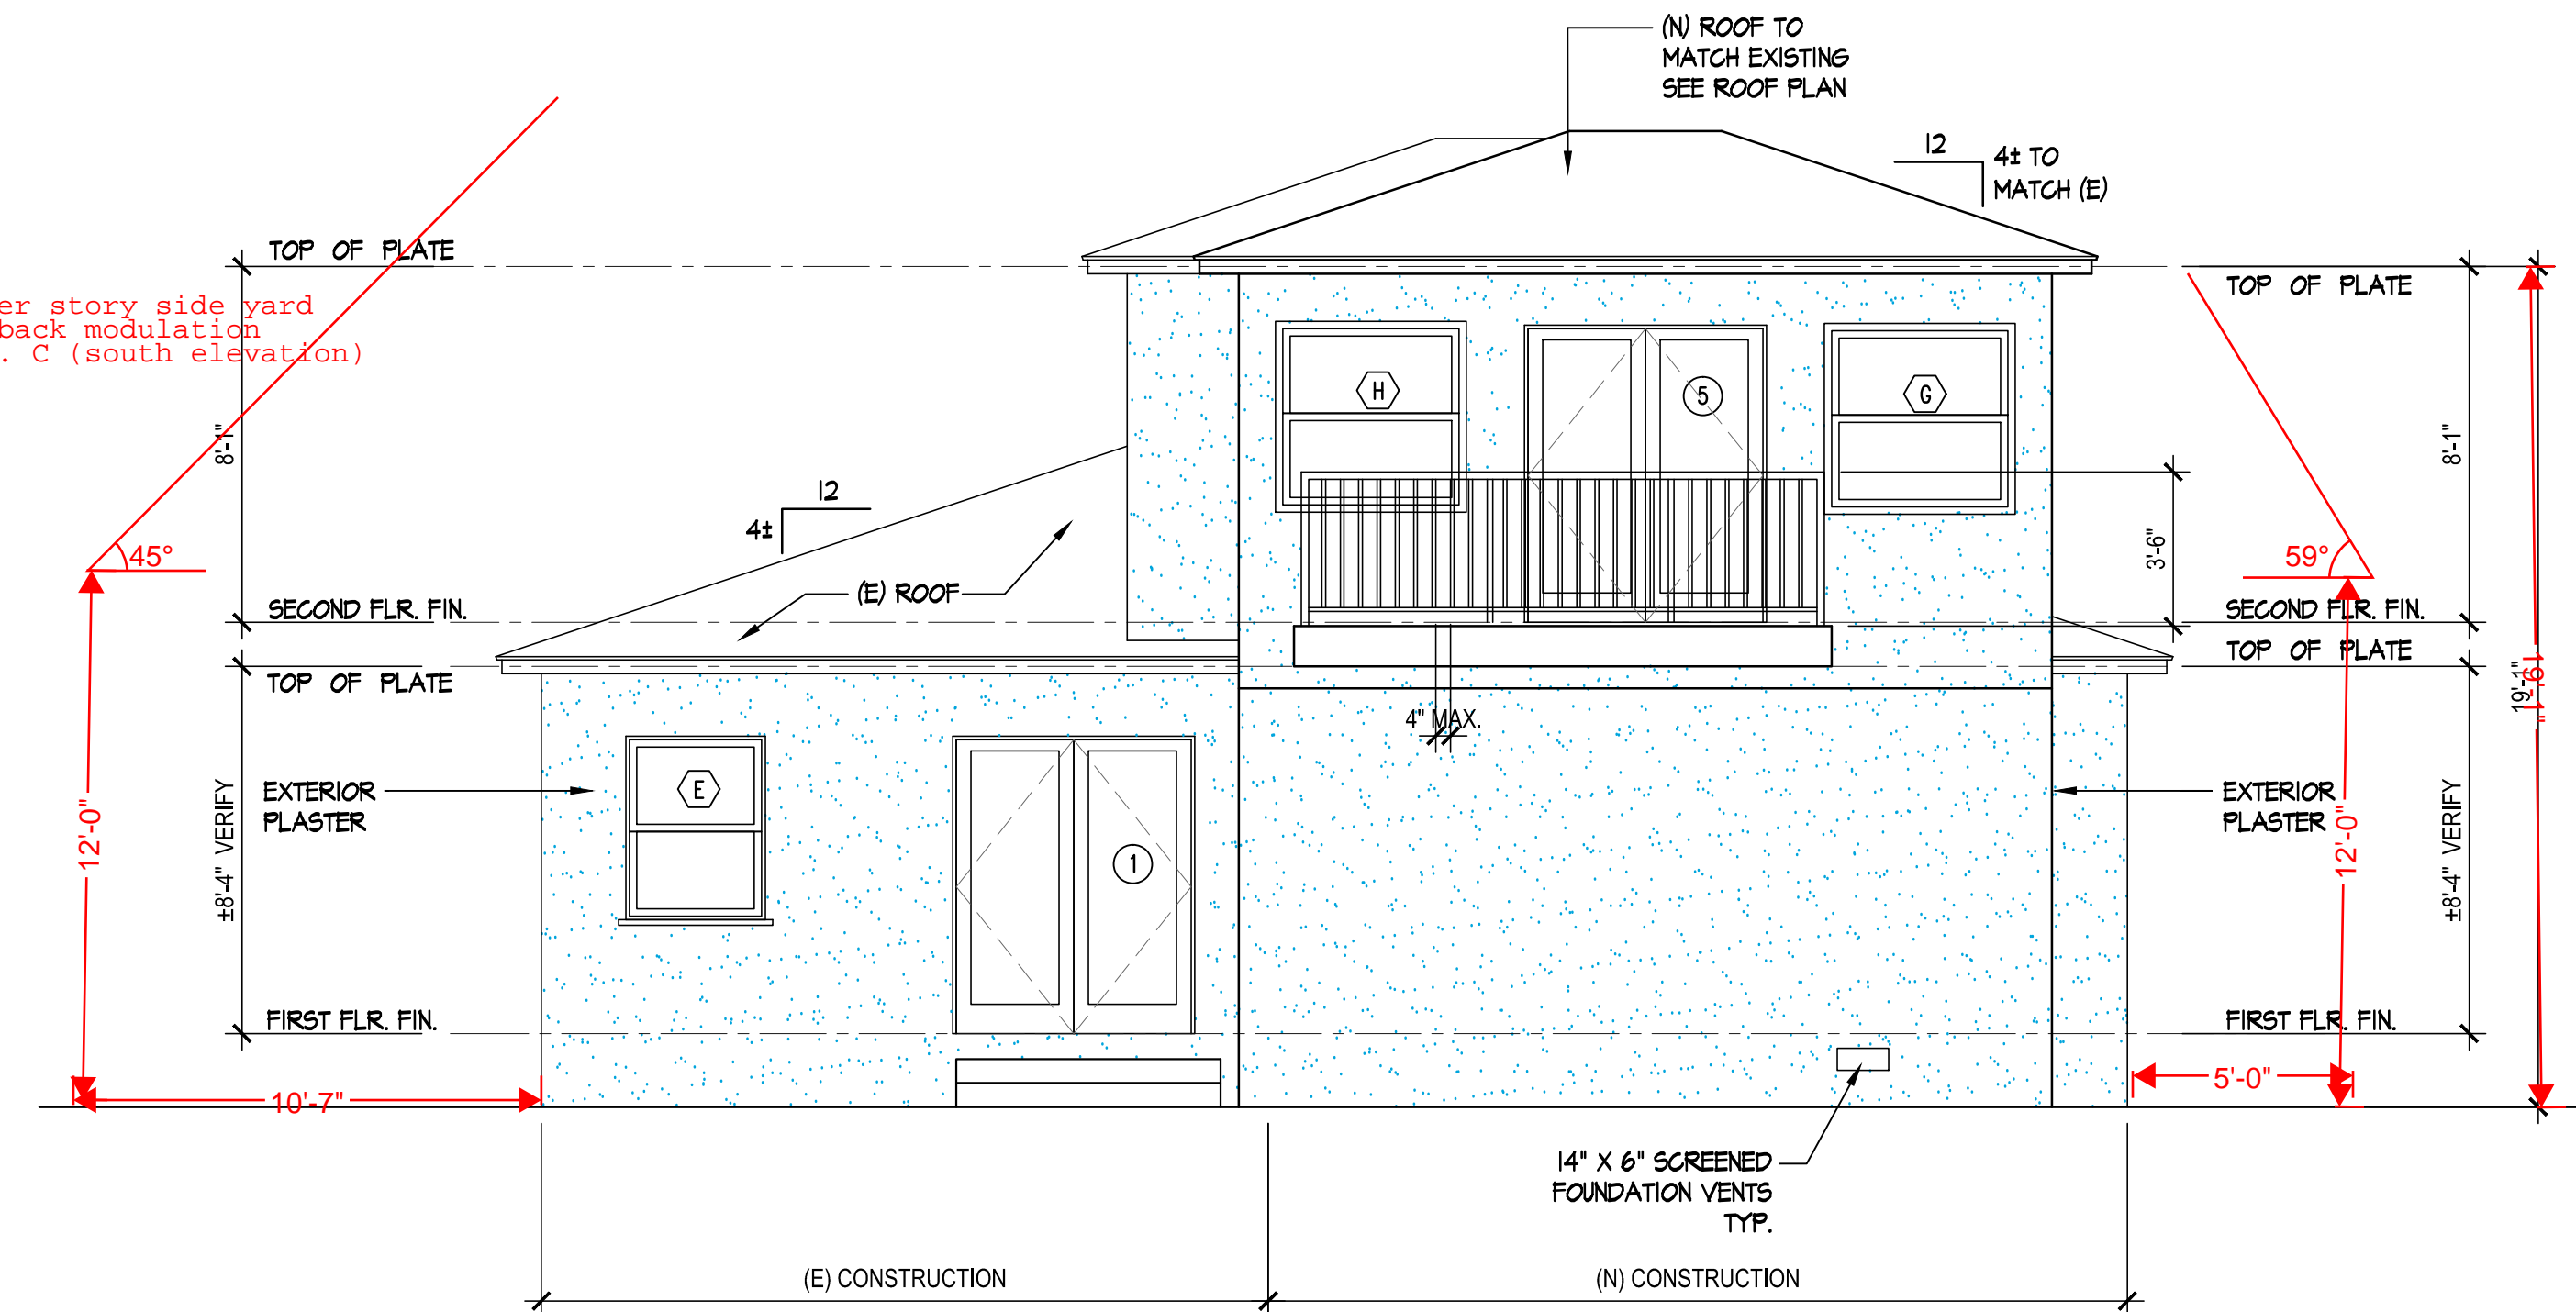 (N) ROOF TO
MATCH EXISTING
SEE ROOF PLAN
12
4± TO
MATCH (E)
TOP OF PLATE
TOP OF PLATE
er story side yard
back modulation
. C (south elevation)
8'-1"
8'-1"
H
5
G
12
4±
45°
59°
3'-6"
(E) ROOF
SECOND FLR. FIN.
SECOND FLR. FIN.
TOP OF PLATE
TOP OF PLATE
19'-1"
19'-1"
4" MAX.
E
1
EXTERIOR
PLASTER
EXTERIOR
PLASTER
12'-0"
12'-0"
±8'-4" VERIFY
±8'-4" VERIFY
FIRST FLR. FIN.
FIRST FLR. FIN.
10'-7"
5'-0"
14" X 6" SCREENED
FOUNDATION VENTS
TYP.
(E) CONSTRUCTION
(N) CONSTRUCTION